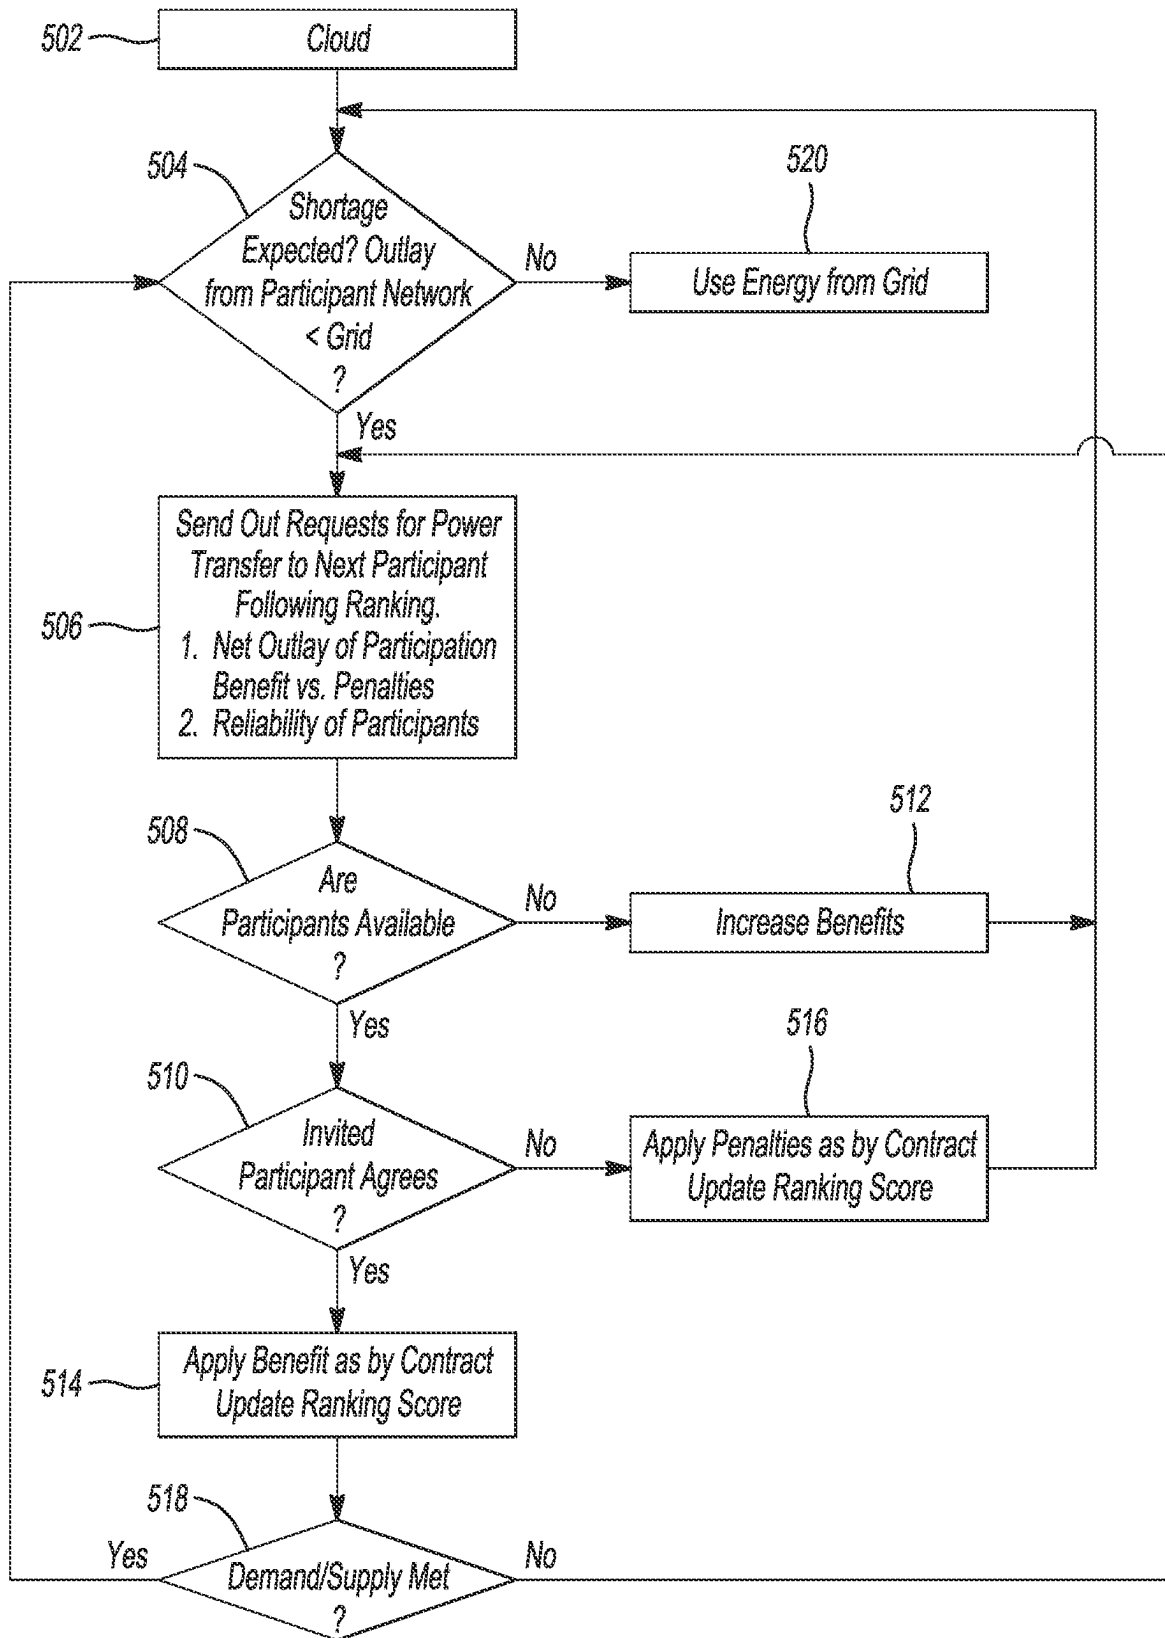 502
Cloud
504
Shortage
Expected? Outlay
from Participant Network
< Grid
?
No
520
Use Energy from Grid
Yes
506
Send Out Requests for Power
Transfer to Next Participant
Following Ranking.
1. Net Outlay of Participation
Benefit vs. Penalties
2. Reliability of Participants
508
Are
Participants Available
?
No
512
Increase Benefits
Yes
510
Invited
Participant Agrees
?
No
516
Apply Penalties as by Contract
Update Ranking Score
Yes
514
Apply Benefit as by Contract
Update Ranking Score
518
Yes
Demand/Supply Met
?
No